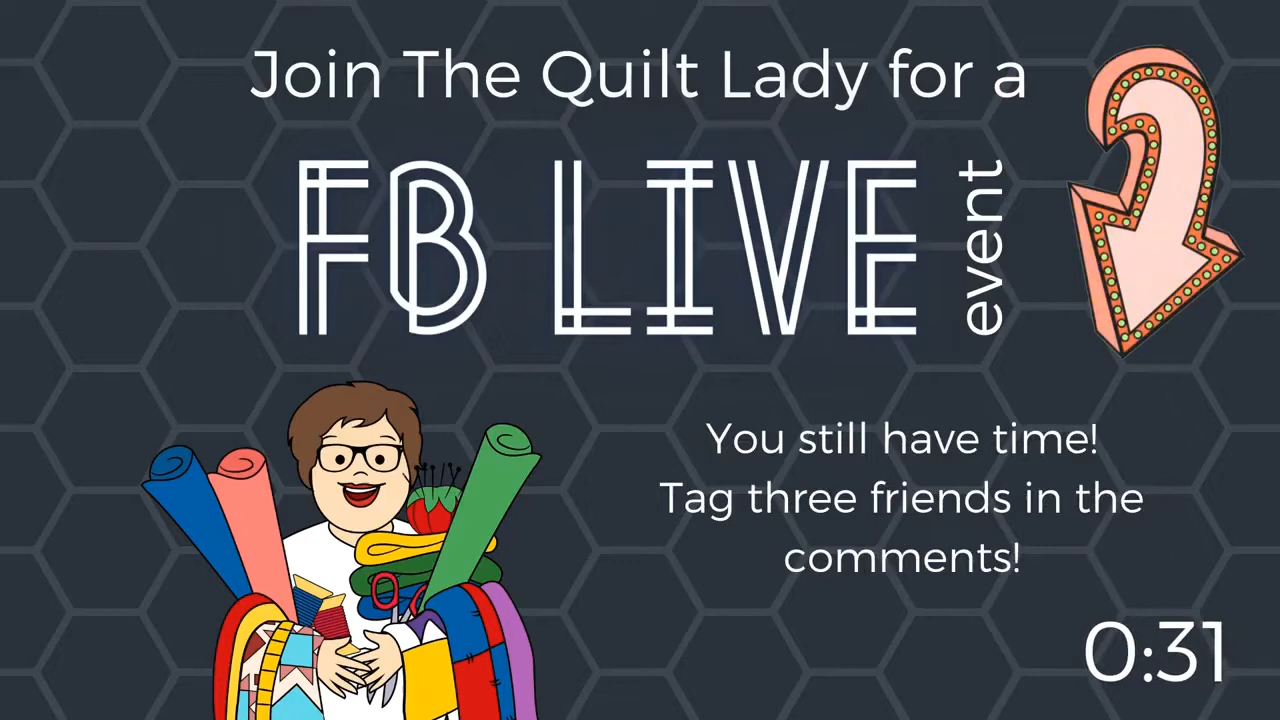 Join The Quilt Lady for a
FB LIVE
event
You still have time!
Tag three friends in the
comments!
0:31